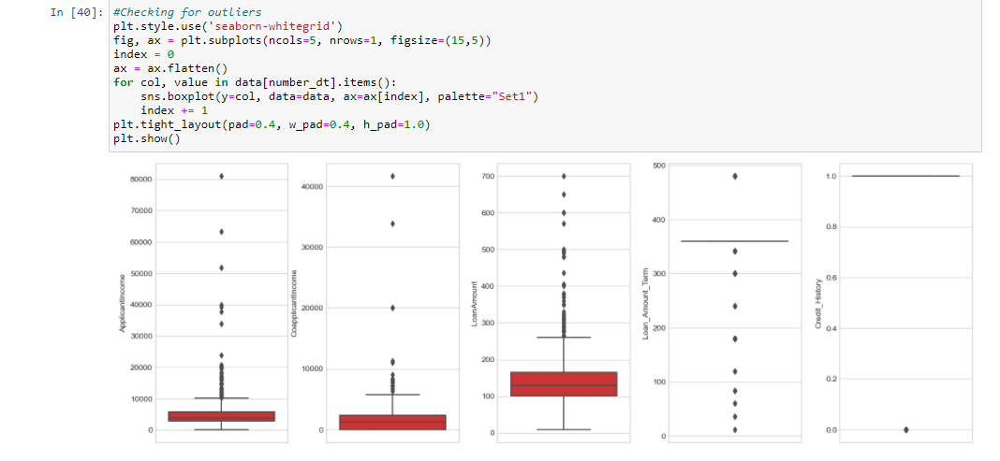 In [40]: #Checking for outliers
plt.style.use('seaborn-whitegrid')
fig, ax = plt.subplots(ncols=5, nrows=1, figsize=(15,5))
index = 0
ax = ax.flatten()
for col, value in data[number_dt].items():
    sns.boxplot(y=col, data=data, ax=ax[index], palette="Set1")
    index += 1
plt.tight_layout(pad=0.4, w_pad=0.4, h_pad=1.0)
plt.show()
ApplicantIncome
80000
70000
60000
50000
40000
30000
20000
10000
0
CoapplicantIncome
40000
30000
20000
10000
0
LoanAmount
700
600
500
400
300
200
100
0
Loan_Amount_Term
500
400
300
200
100
0
Credit_History
1.0
0.8
0.6
0.4
0.2
0.0